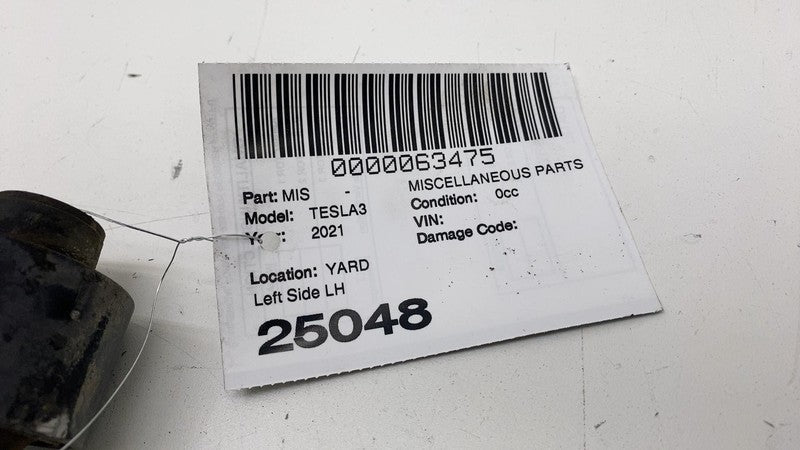 0000063475
Part: MIS - MISCELLANEOUS PARTS
Model: TESLA3 Condition: 0cc
2021 VIN:
Damage Code:
Location: YARD
Left Side LH
25048